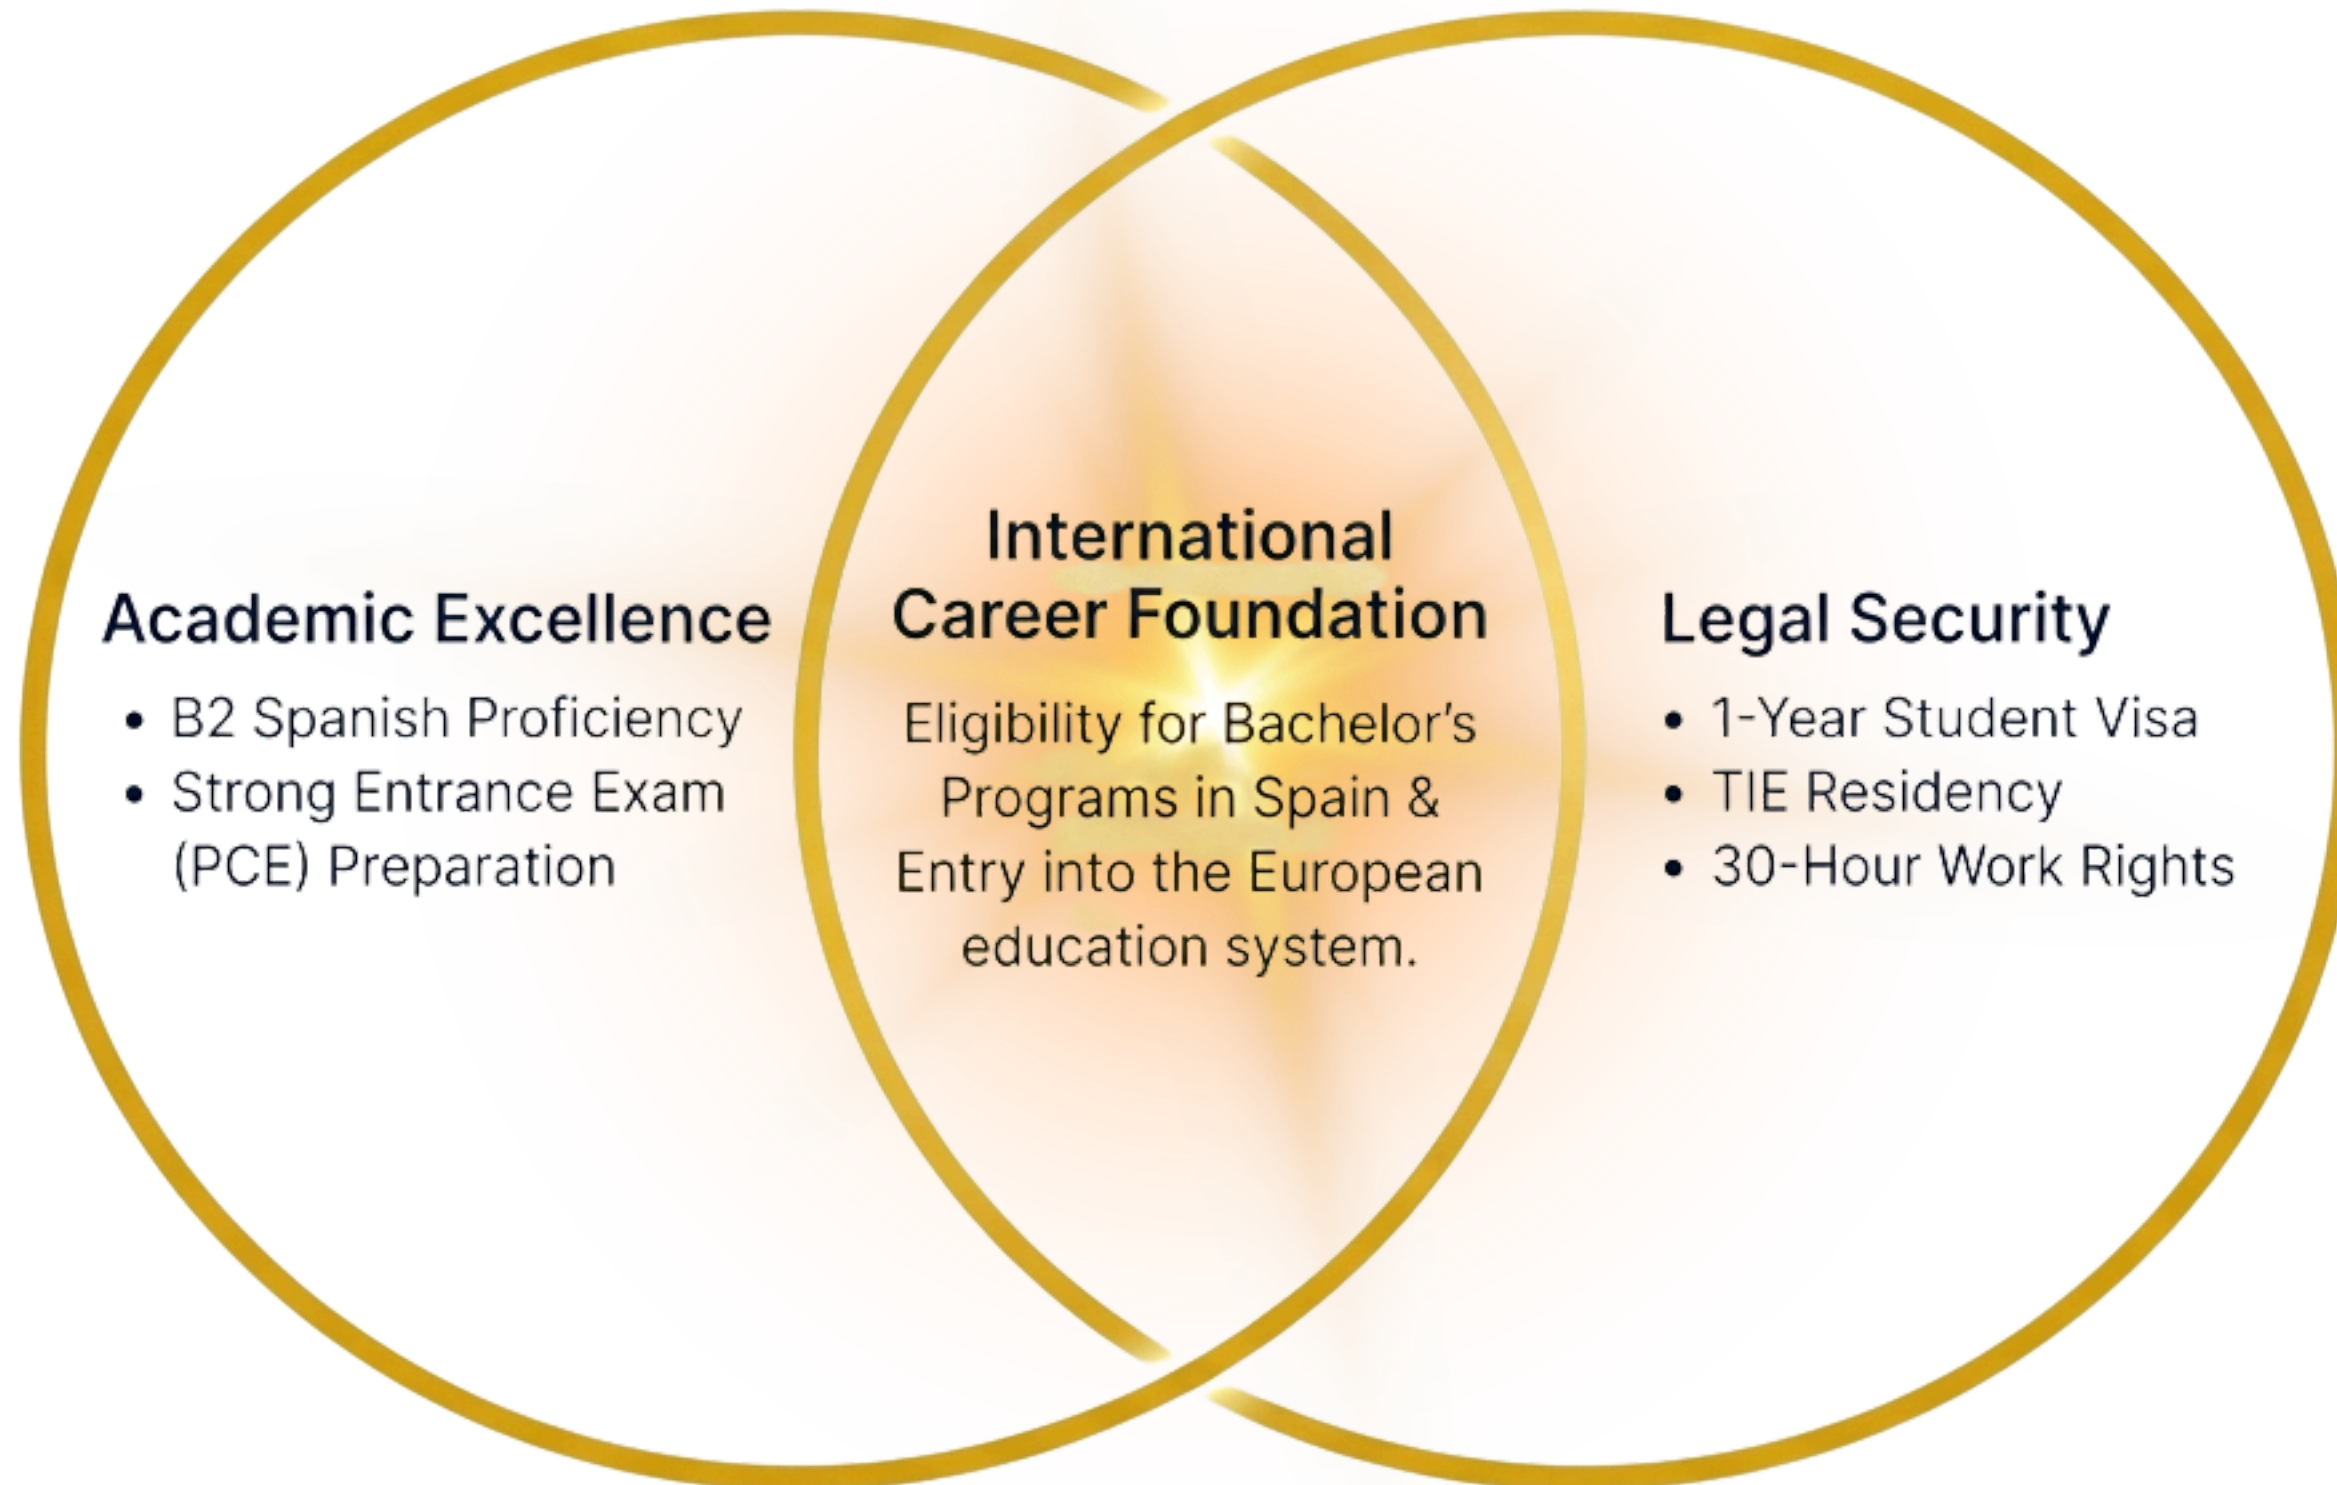 Academic Excellence
• B2 Spanish Proficiency
• Strong Entrance Exam
(PCE) Preparation
International
Career Foundation
Eligibility for Bachelor’s
Programs in Spain &
Entry into the European
education system.
Legal Security
• 1-Year Student Visa
• TIE Residency
• 30-Hour Work Rights